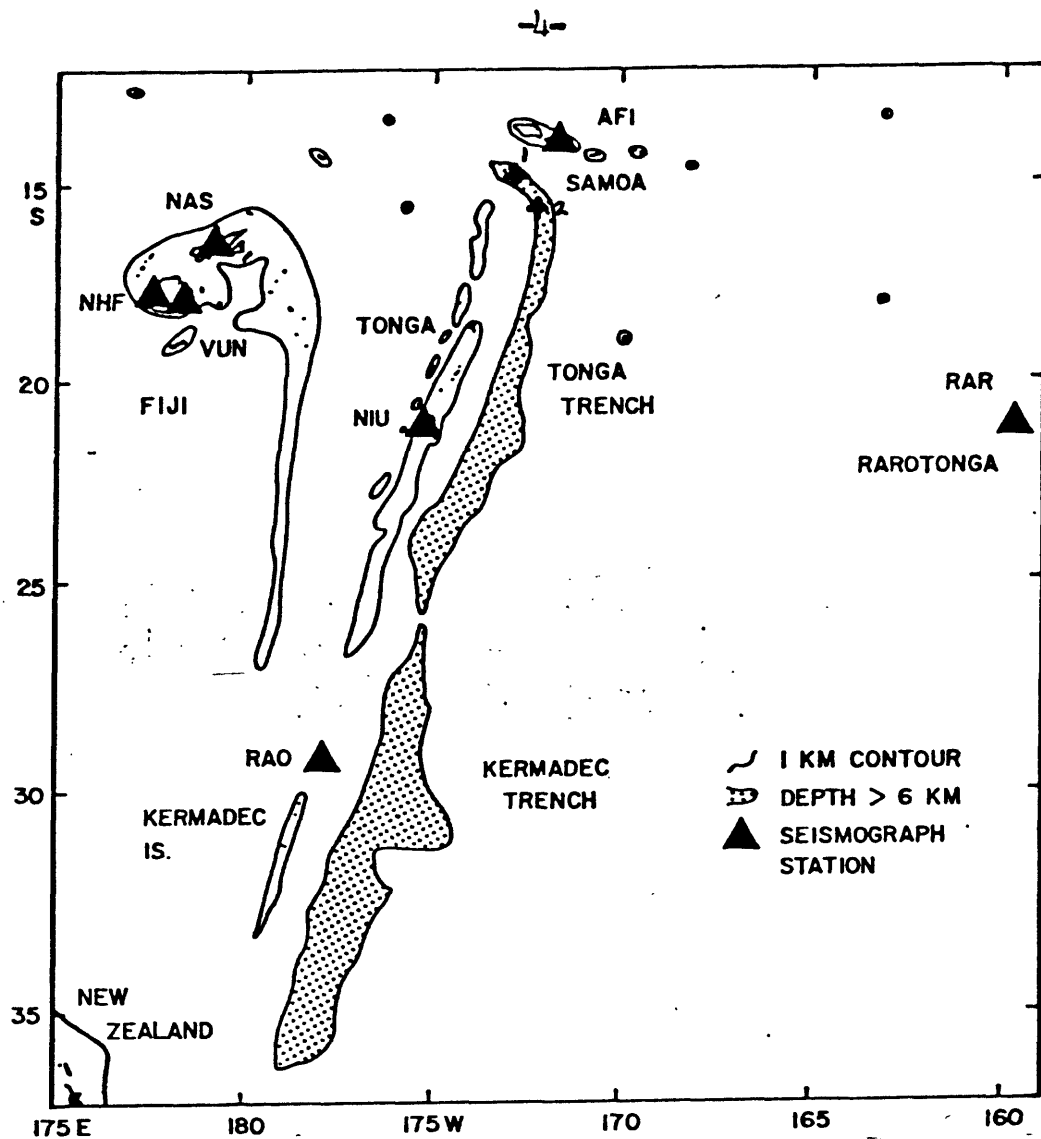 -4-
AFI
SAMOA
15
S
NAS
NHF
VUN
TONGA
20
FIJI
NIU
TONGA
TRENCH
RAR
RAROTONGA
25
RAO
KERMADEC
TRENCH
1 KM CONTOUR
DEPTH > 6 KM
SEISMOGRAPH
STATION
30
KERMADEC
IS.
35
NEW
ZEALAND
175 E
180
175 W
170
165
160